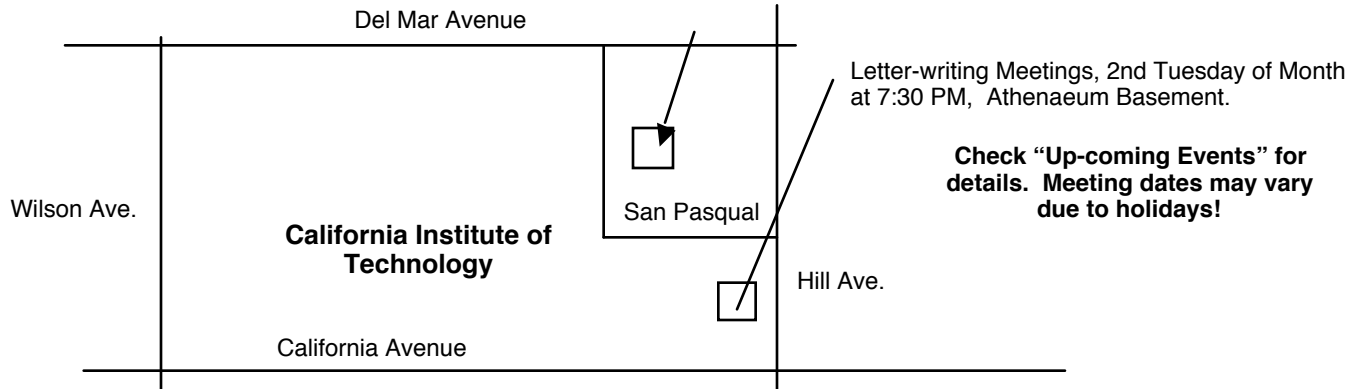 Del Mar Avenue
Letter-writing Meetings, 2nd Tuesday of Month
at 7:30 PM, Athenaeum Basement.
Check “Up-coming Events” for
details. Meeting dates may vary
due to holidays!
Wilson Ave.
San Pasqual
California Institute of
Technology
Hill Ave.
California Avenue